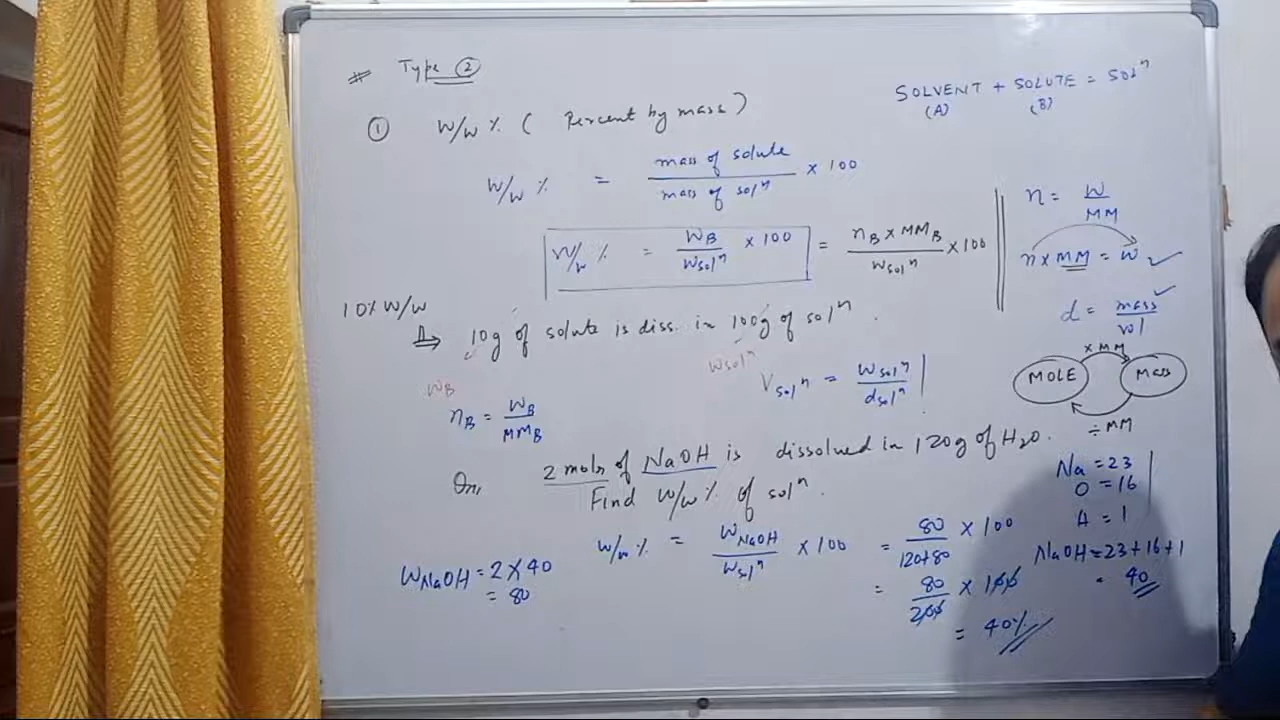 Type ②
SOLVENT + SOLUTE = SOLⁿ
(A) (B)
① W/W % ( Percent by mass )
W/W % = mass of solute / mass of solⁿ × 100
W/W % = W_B / W_solⁿ × 100 = n_B × MM_B / W_solⁿ × 100
n = W / MM
n × MM = W ✓
d = mass / vol
10% W/W
⇒ 10g of solute is diss. in 100g of solⁿ.
W_B W_solⁿ
n_B = W_B / MM_B
V_solⁿ = W_solⁿ / d_solⁿ
× MM
MOLE Mass
÷ MM
Qn, 2 moles of NaOH is dissolved in 120g of H2O.
Find W/W % of solⁿ.
Na = 23
O = 16
H = 1
NaOH = 23+16+1
= 40
W/W % = W_NaOH / W_solⁿ × 100 = 80 / 120+80 × 100
= 80 / 200 × 100
= 40%
W_NaOH = 2 × 40
= 80